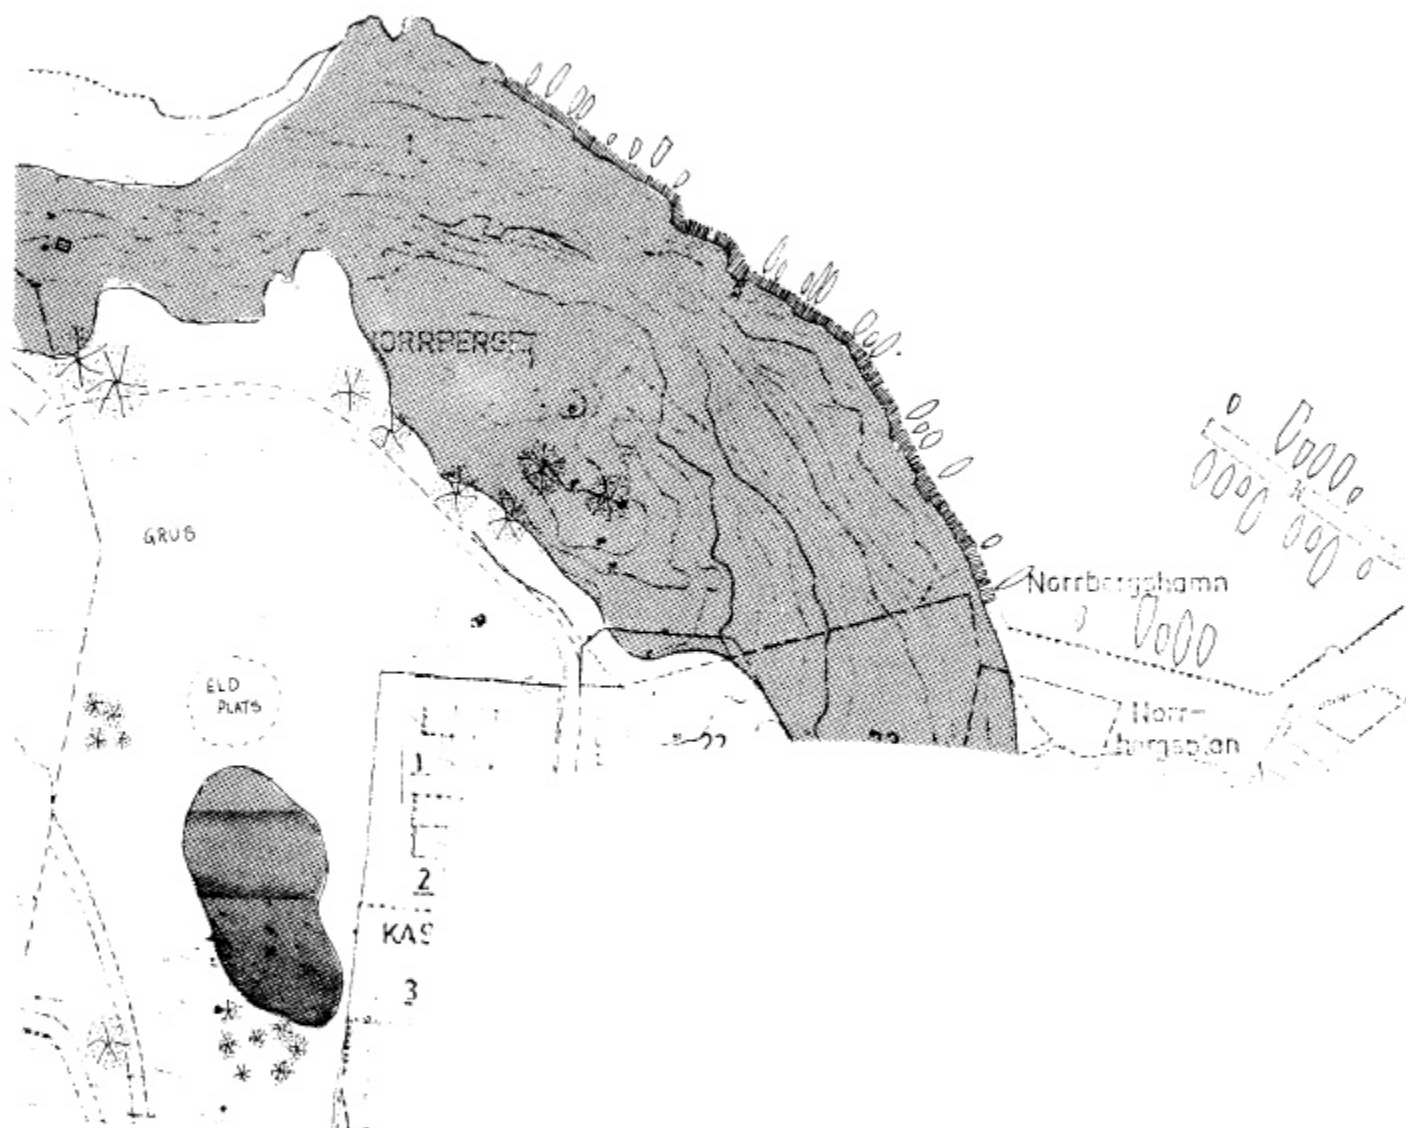 NORRBERGET
GRUS
Norrbergshamn
ELD
PLATS
Norr-
bergsplan
1
2
KAS
3